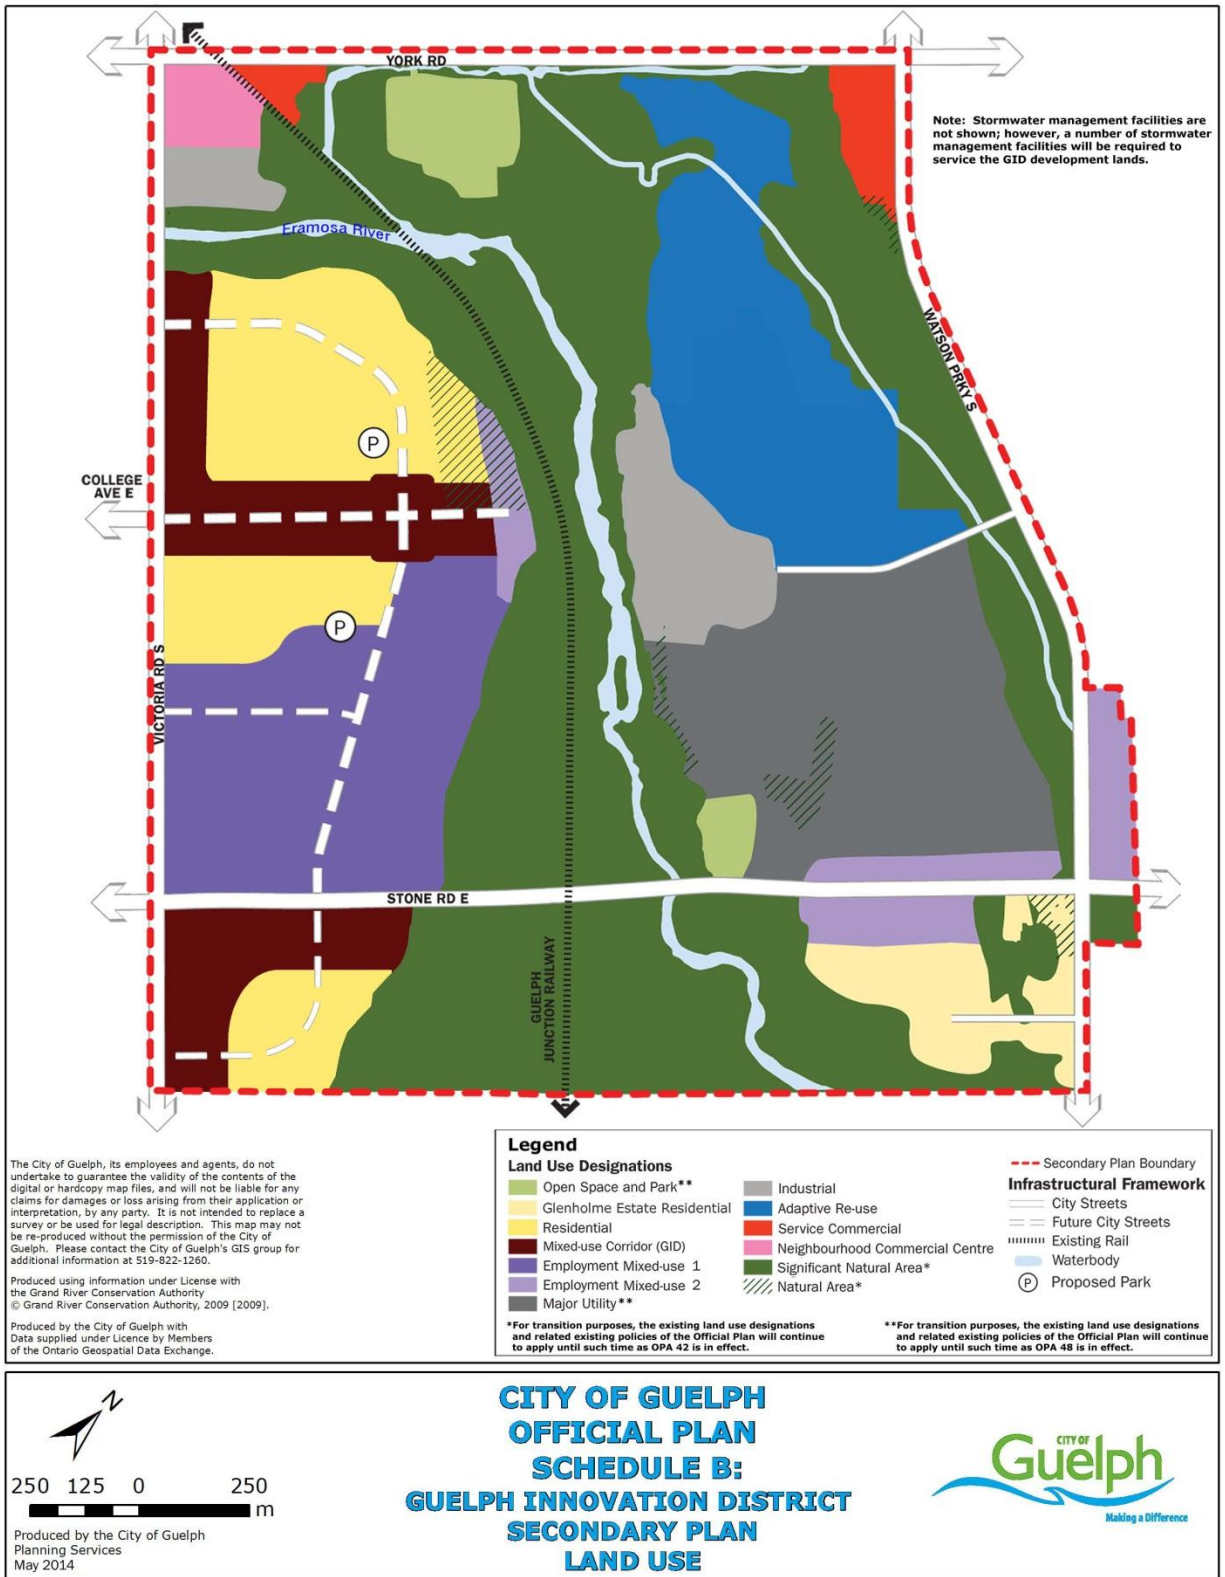 YORK RD
Note: Stormwater management facilities are
not shown; however, a number of stormwater
management facilities will be required to
service the GID development lands.
Eramosa River
WATSON PRKY S
P
COLLEGE
AVE E
P
VICTORIA RD S
STONE RD E
GUELPH
JUNCTION RAILWAY
The City of Guelph, its employees and agents, do not
undertake to guarantee the validity of the contents of the
digital or hardcopy map files, and will not be liable for any
claims for damages or loss arising from their application or
interpretation, by any party. It is not intended to replace a
survey or be used for legal description. This map may not
be re-produced without the permission of the City of
Guelph. Please contact the City of Guelph's GIS group for
additional information at 519-822-1260.
Produced using information under License with
the Grand River Conservation Authority
© Grand River Conservation Authority, 2009 [2009].
Produced by the City of Guelph with
Data supplied under Licence by Members
of the Ontario Geospatial Data Exchange.
Legend
Land Use Designations
Open Space and Park**
Glenholme Estate Residential
Residential
Mixed-use Corridor (GID)
Employment Mixed-use 1
Employment Mixed-use 2
Major Utility**
Industrial
Adaptive Re-use
Service Commercial
Neighbourhood Commercial Centre
Significant Natural Area*
Natural Area*
Secondary Plan Boundary
Infrastructural Framework
City Streets
Future City Streets
Existing Rail
Waterbody
P Proposed Park
*For transition purposes, the existing land use designations
and related existing policies of the Official Plan will continue
to apply until such time as OPA 42 is in effect.
**For transition purposes, the existing land use designations
and related existing policies of the Official Plan will continue
to apply until such time as OPA 48 is in effect.
N
250 125 0 250
m
Produced by the City of Guelph
Planning Services
May 2014
CITY OF GUELPH
OFFICIAL PLAN
SCHEDULE B:
GUELPH INNOVATION DISTRICT
SECONDARY PLAN
LAND USE
CITY OF
Guelph
Making a Difference